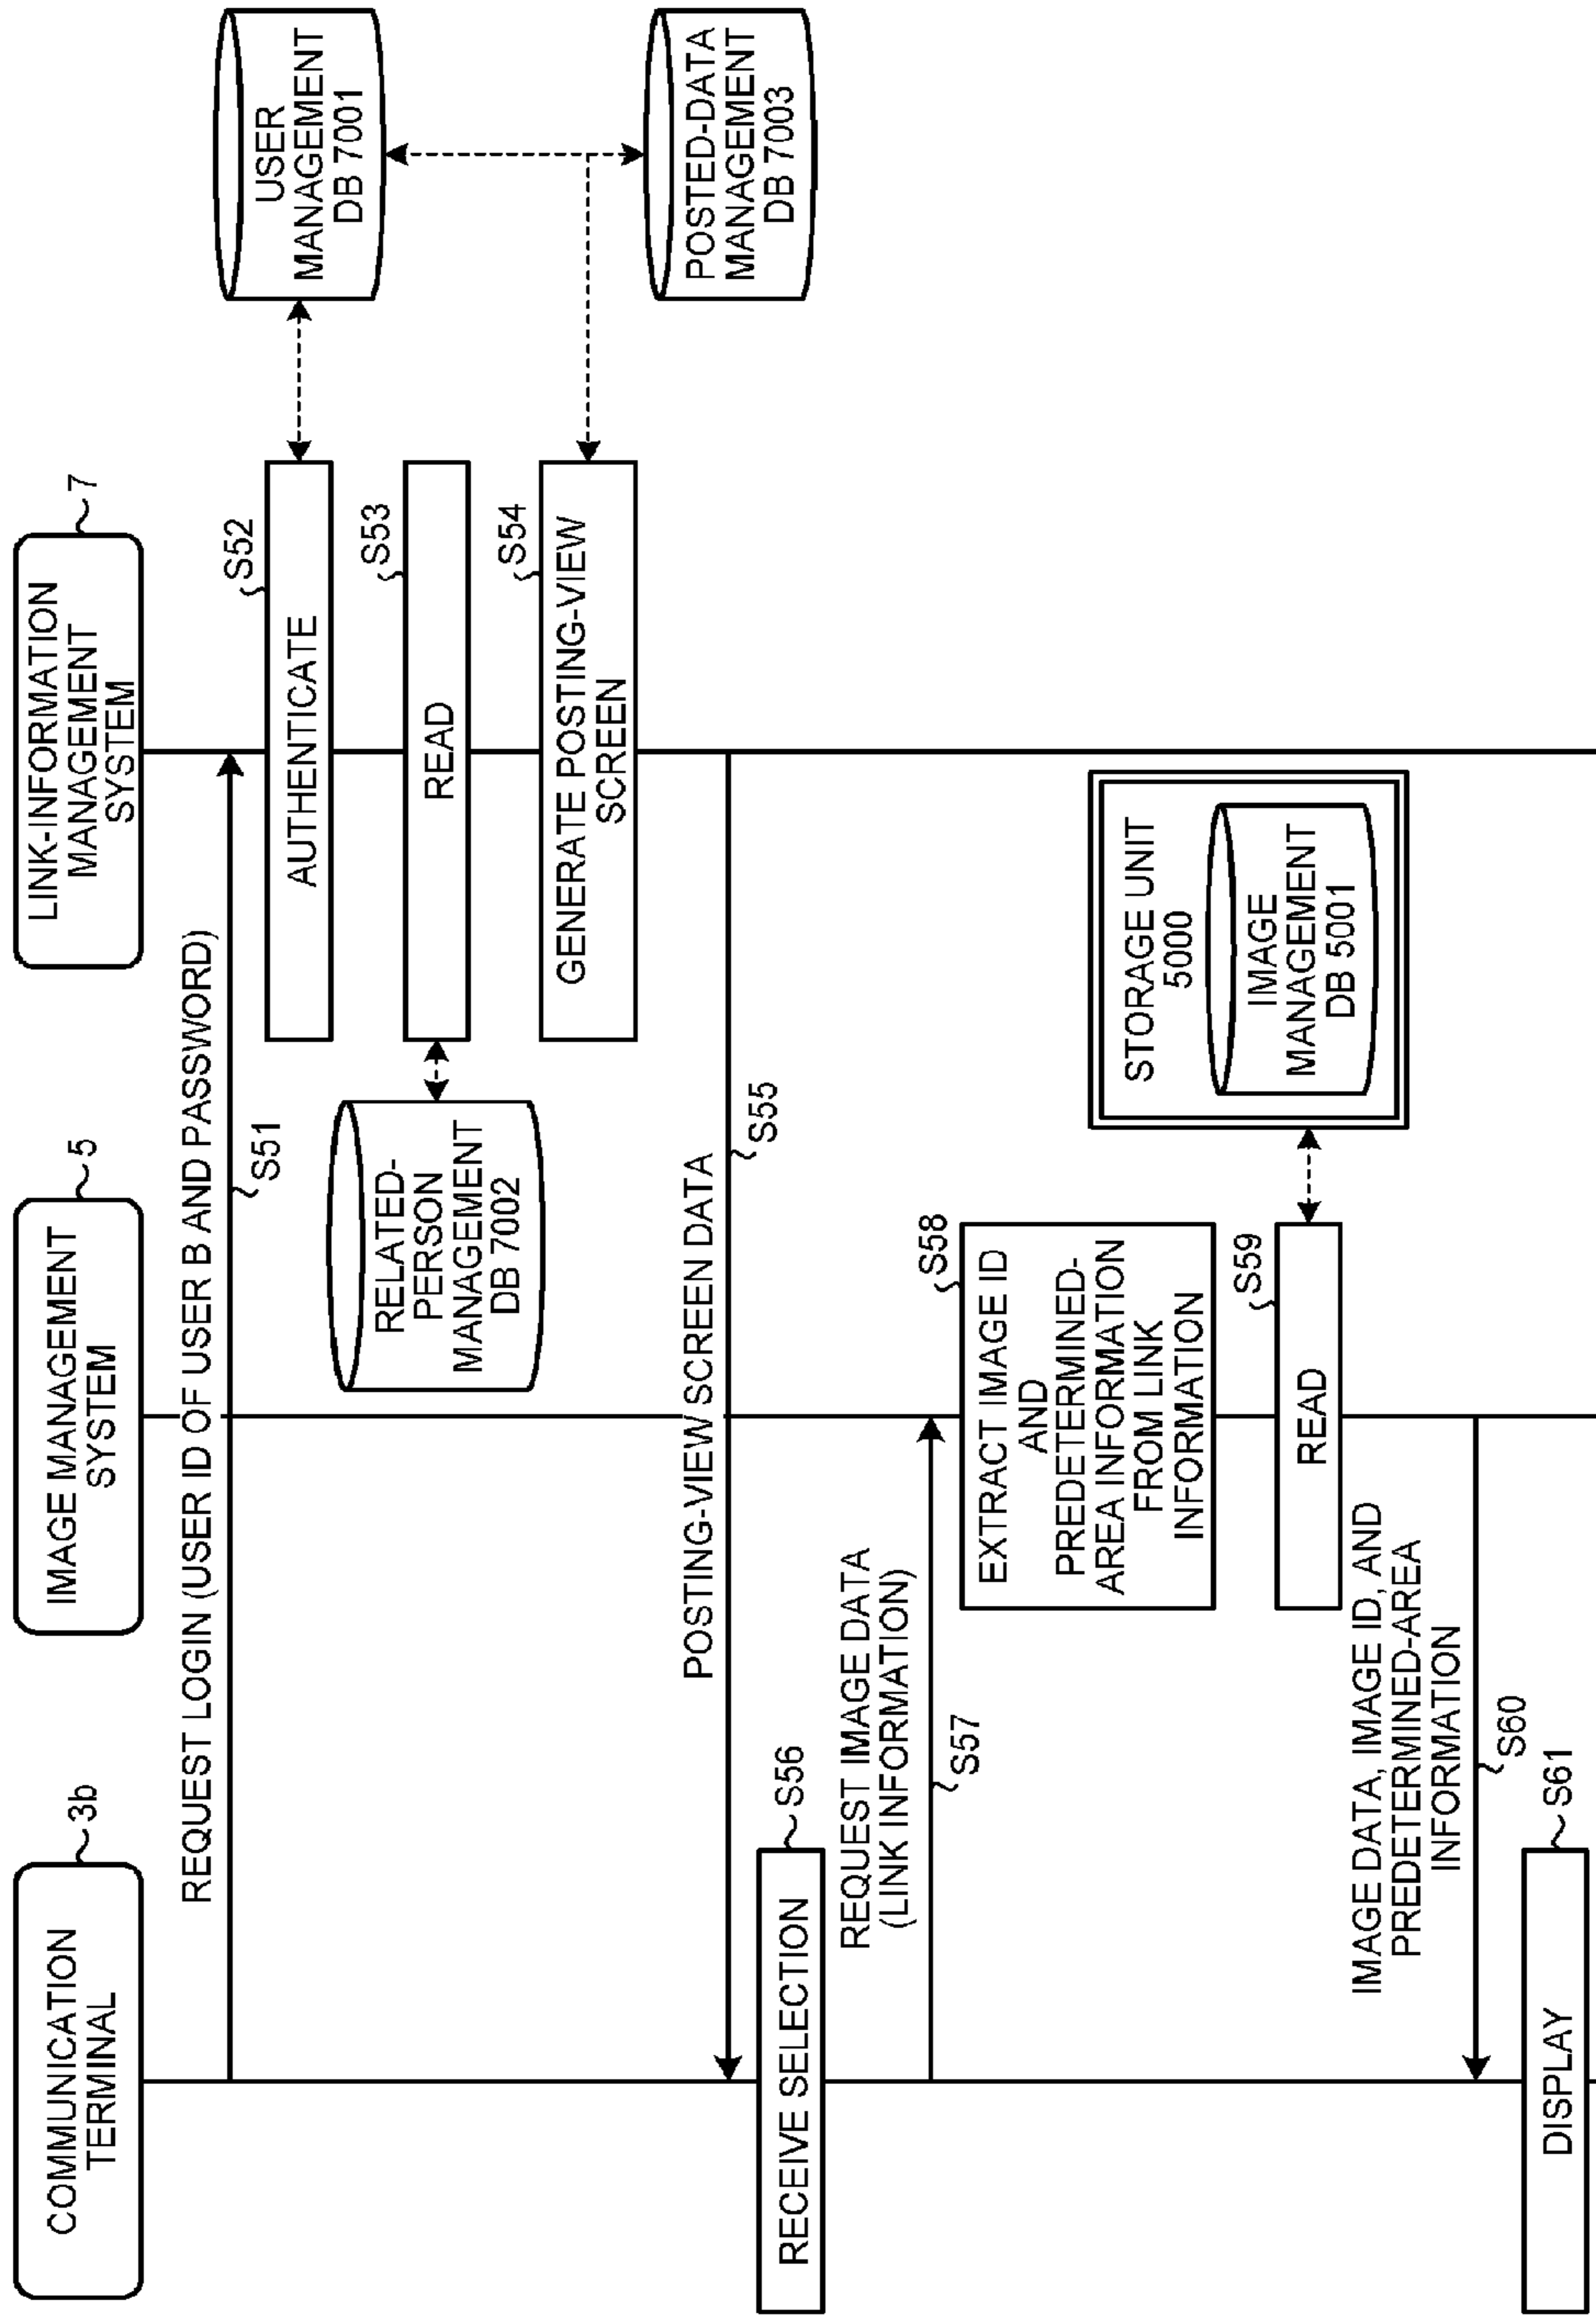 COMMUNICATION
TERMINAL
3b
IMAGE MANAGEMENT
SYSTEM
5
LINK-INFORMATION
MANAGEMENT
SYSTEM
7
REQUEST LOGIN (USER ID OF USER B AND PASSWORD)
S51
S52
AUTHENTICATE
USER
MANAGEMENT
DB 7001
RELATED-
PERSON
MANAGEMENT
DB 7002
S53
READ
S54
GENERATE POSTING-VIEW
SCREEN
POSTED-DATA
MANAGEMENT
DB 7003
POSTING-VIEW SCREEN DATA
S55
S56
RECEIVE SELECTION
REQUEST IMAGE DATA
(LINK INFORMATION)
S57
S58
EXTRACT IMAGE ID
AND
PREDETERMINED-
AREA INFORMATION
FROM LINK
INFORMATION
STORAGE UNIT
5000
IMAGE
MANAGEMENT
DB 5001
S59
READ
IMAGE DATA, IMAGE ID, AND
PREDETERMINED-AREA
INFORMATION
S60
S61
DISPLAY